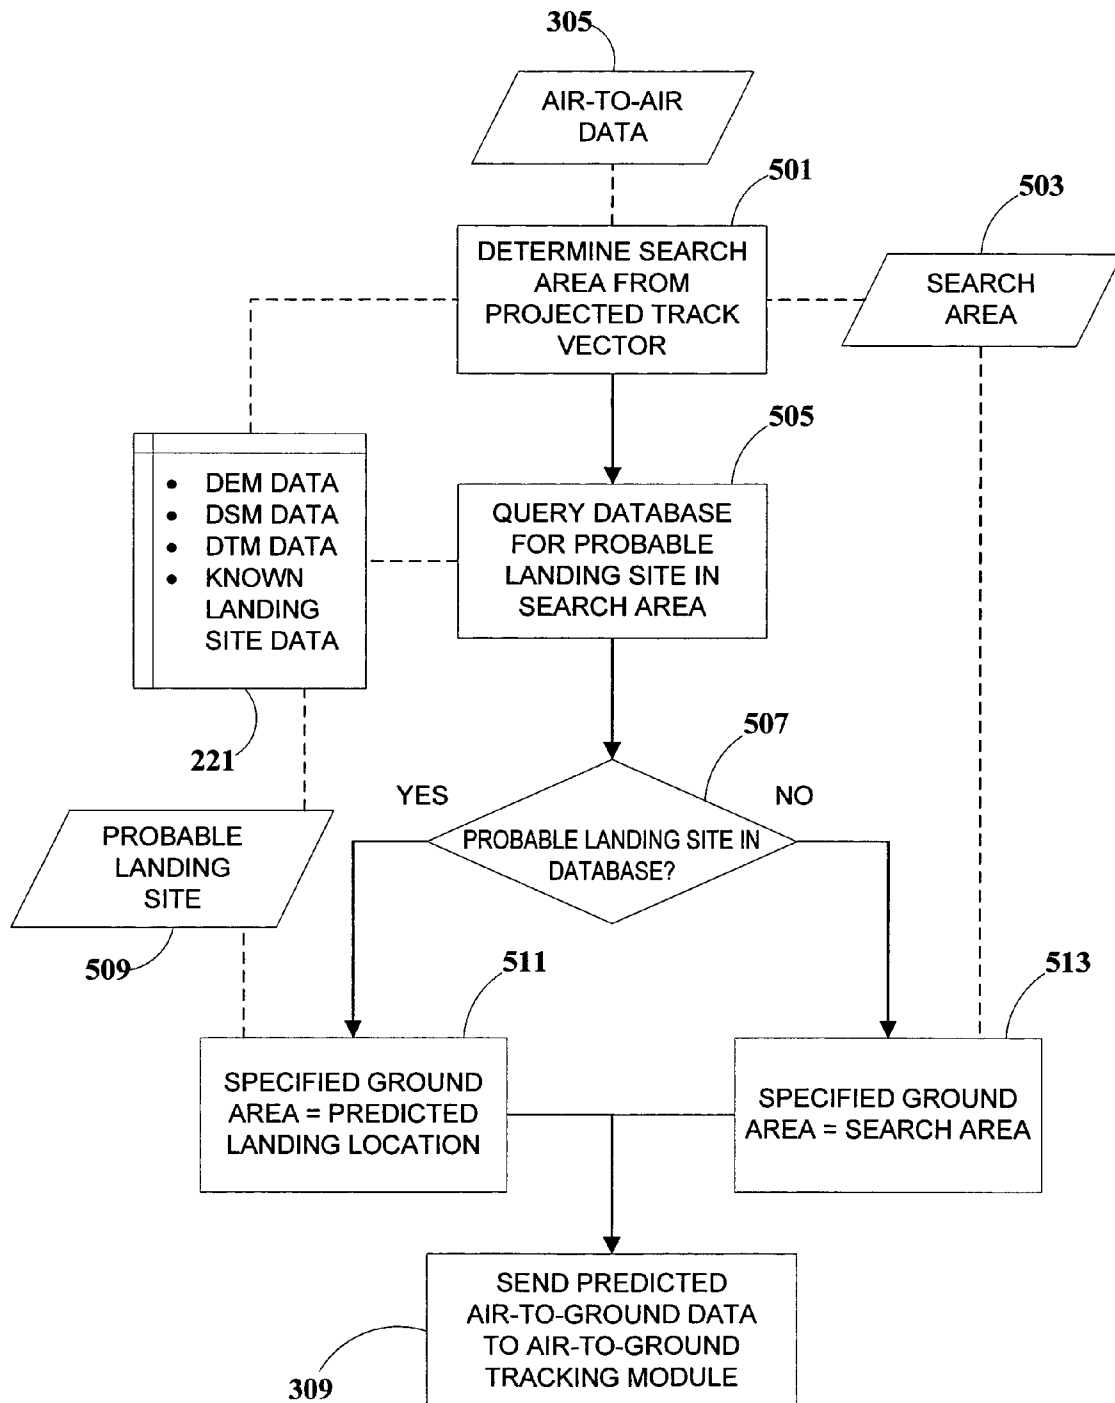 305
AIR-TO-AIR
DATA
501
503
DETERMINE SEARCH
AREA FROM
PROJECTED TRACK
VECTOR
SEARCH
AREA
505
• DEM DATA
• DSM DATA
• DTM DATA
• KNOWN
LANDING
SITE DATA
QUERY DATABASE
FOR PROBABLE
LANDING SITE IN
SEARCH AREA
221
507
YES
NO
PROBABLE LANDING SITE IN
DATABASE?
PROBABLE
LANDING
SITE
509
511
513
SPECIFIED GROUND
AREA = PREDICTED
LANDING LOCATION
SPECIFIED GROUND
AREA = SEARCH AREA
SEND PREDICTED
AIR-TO-GROUND DATA
TO AIR-TO-GROUND
TRACKING MODULE
309